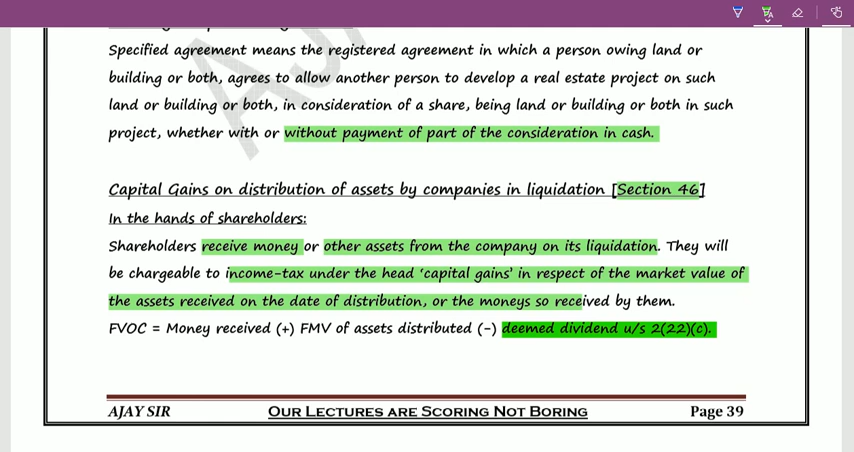 Specified agreement means the registered agreement in which a person owing land or
building or both, agrees to allow another person to develop a real estate project on such
land or building or both, in consideration of a share, being land or building or both in such
project, whether with or without payment of part of the consideration in cash.
Capital Gains on distribution of assets by companies in liquidation [Section 46]
In the hands of shareholders:
Shareholders receive money or other assets from the company on its liquidation. They will
be chargeable to income-tax under the head ‘capital gains’ in respect of the market value of
the assets received on the date of distribution, or the moneys so received by them.
FVOC = Money received (+) FMV of assets distributed (-) deemed dividend u/s 2(22)(c).
AJAY SIR OUR LECTURES ARE SCORING NOT BORING Page 39